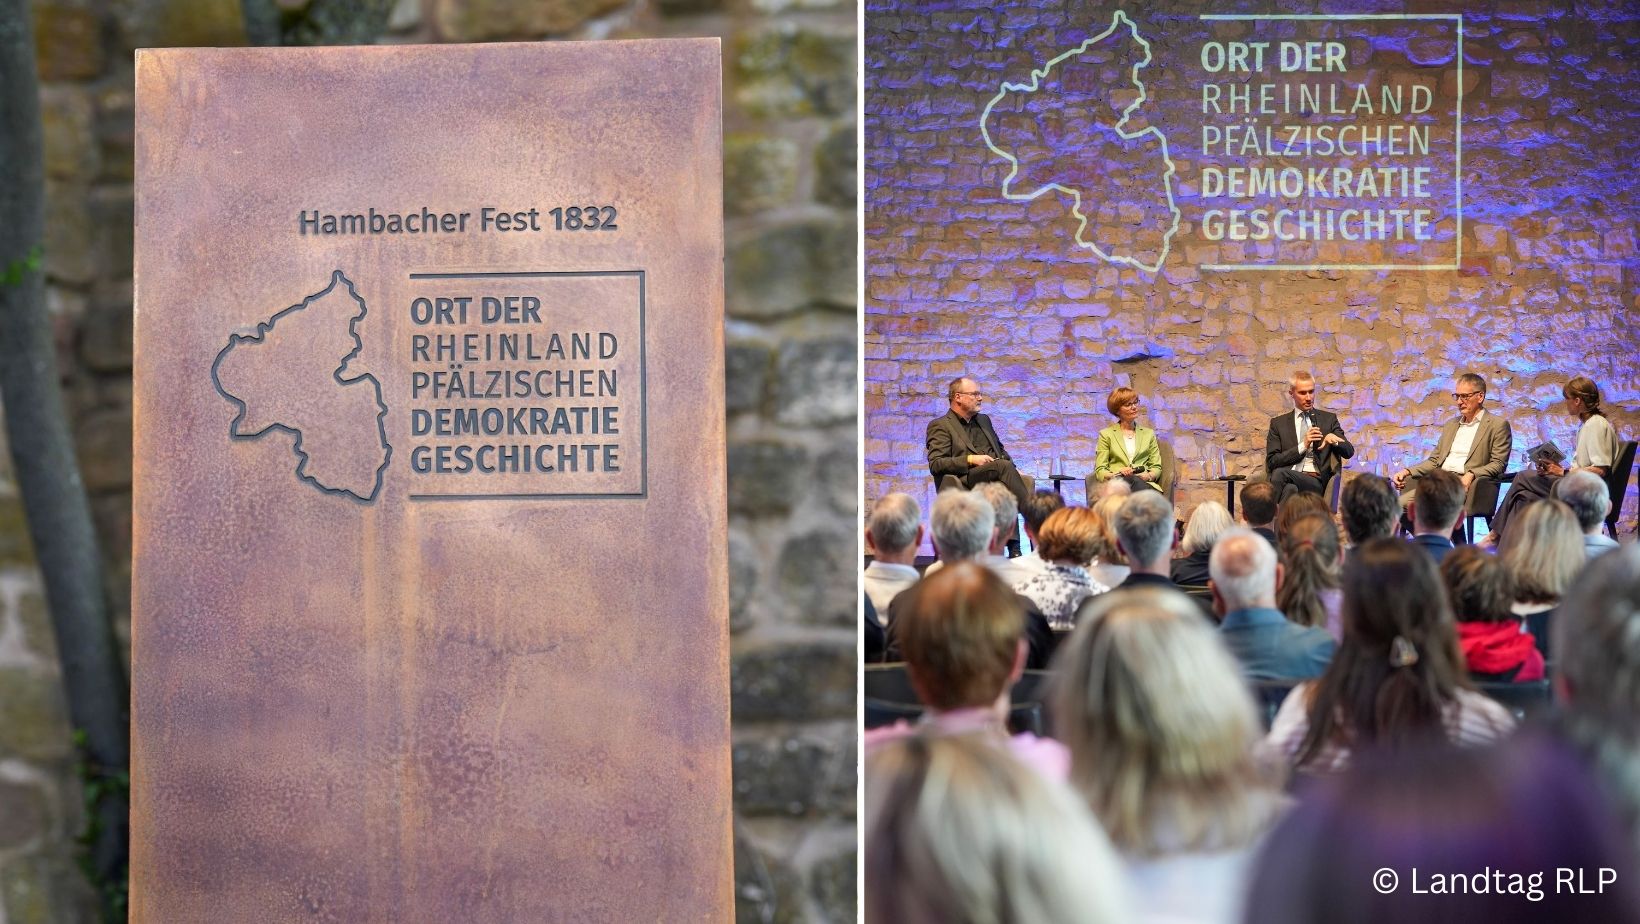 Hambacher Fest 1832
ORT DER
RHEINLAND
PFÄLZISCHEN
DEMOKRATIE
GESCHICHTE
ORT DER
RHEINLAND
PFÄLZISCHEN
DEMOKRATIE
GESCHICHTE
© Landtag RLP